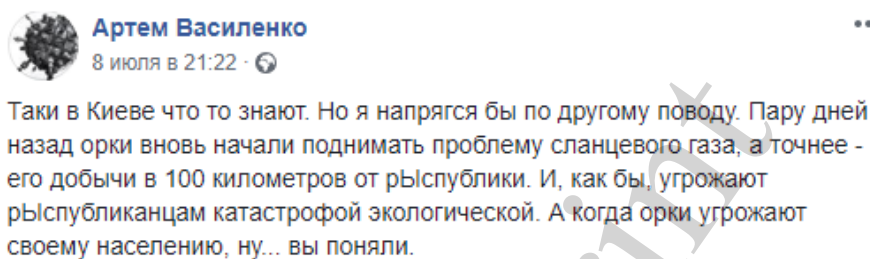 Артем Василенко
8 июля в 21:22 ·
Таки в Киеве что то знают. Но я напрягся бы по другому поводу. Пару дней
назад орки вновь начали поднимать проблему сланцевого газа, а точнее -
его добычи в 100 километров от рЫспублики. И, как бы, угрожают
рЫспубликанцам катастрофой экологической. А когда орки угрожают
своему населению, ну... вы поняли.